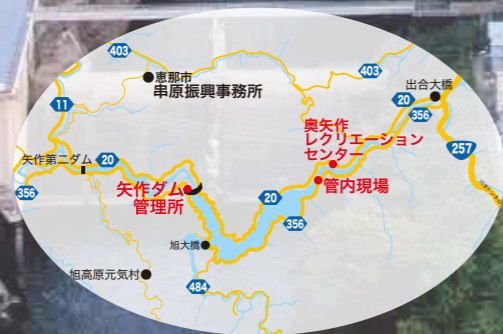 403
恵那市
串原振興事務所
403
出合大橋
11
20
356
奥矢作
レクリエーション
センター
257
矢作第二ダム
20
356
矢作ダム
管理所
管内現場
20
356
旭大橋
旭高原元気村
484